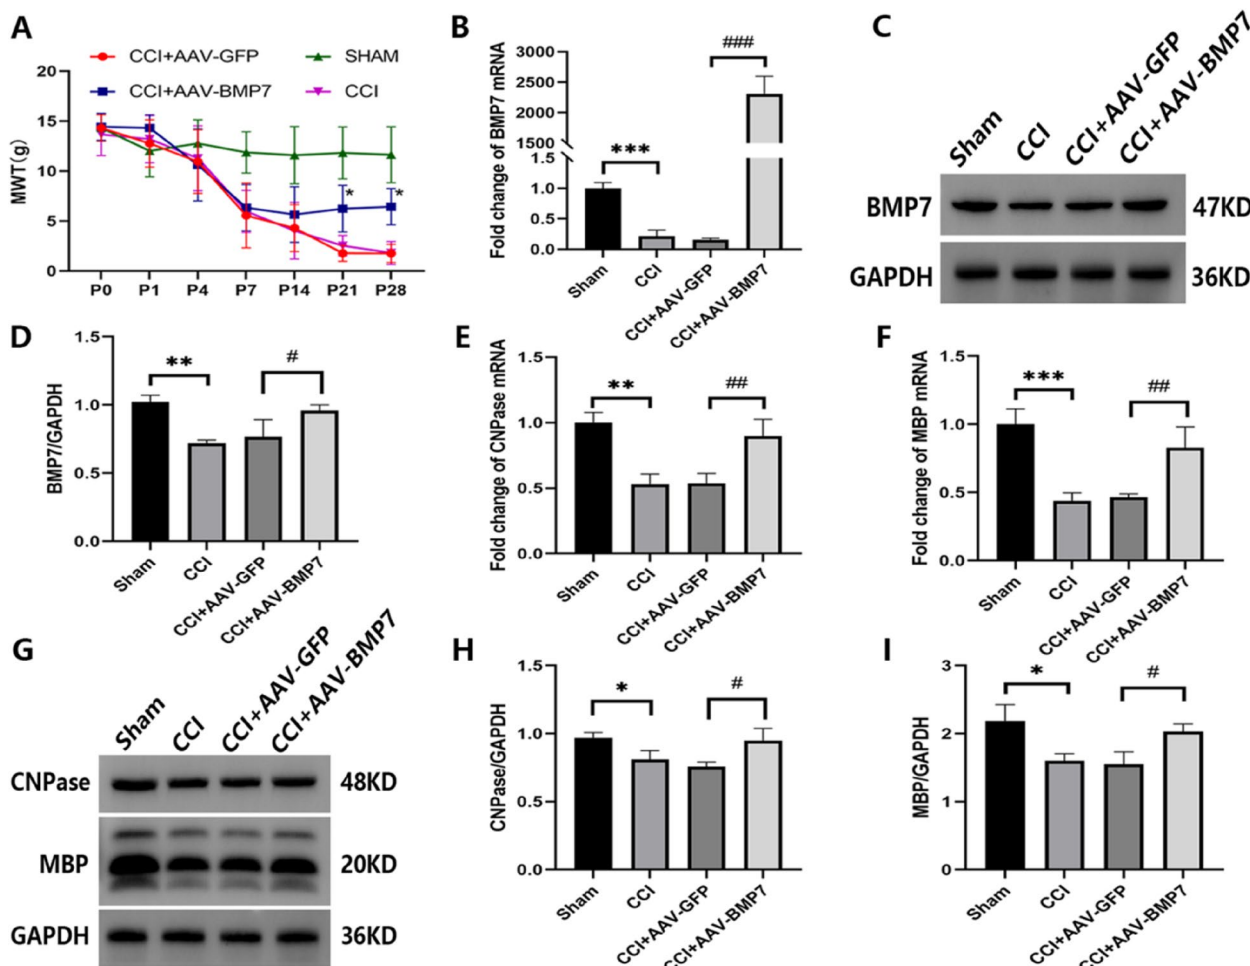 A
CCI+AAV-GFP
SHAM
CCI+AAV-BMP7
CCI
MWT(g)
20
15
10
5
0
P0 P1 P4 P7 P14 P21 P28
*
*
B
Fold change of BMP7 mRNA
3000
2500
2000
1500
1.5
1.0
0.5
0.0
***
###
Sham
CCI
CCI+AAV-GFP
CCI+AAV-BMP7
C
Sham
CCI
CCI+AAV-GFP
CCI+AAV-BMP7
BMP7 47KD
GAPDH 36KD
D
BMP7/GAPDH
1.5
1.0
0.5
0.0
**
#
Sham
CCI
CCI+AAV-GFP
CCI+AAV-BMP7
E
Fold change of CNPase mRNA
1.5
1.0
0.5
0.0
**
##
Sham
CCI
CCI+AAV-GFP
CCI+AAV-BMP7
F
Fold change of MBP mRNA
1.5
1.0
0.5
0.0
***
##
Sham
CCI
CCI+AAV-GFP
CCI+AAV-BMP7
G
Sham
CCI
CCI+AAV-GFP
CCI+AAV-BMP7
CNPase 48KD
MBP 20KD
GAPDH 36KD
H
CNPase/GAPDH
1.5
1.0
0.5
0.0
*
#
Sham
CCI
CCI+AAV-GFP
CCI+AAV-BMP7
I
MBP/GAPDH
3
2
1
0
*
#
Sham
CCI
CCI+AAV-GFP
CCI+AAV-BMP7